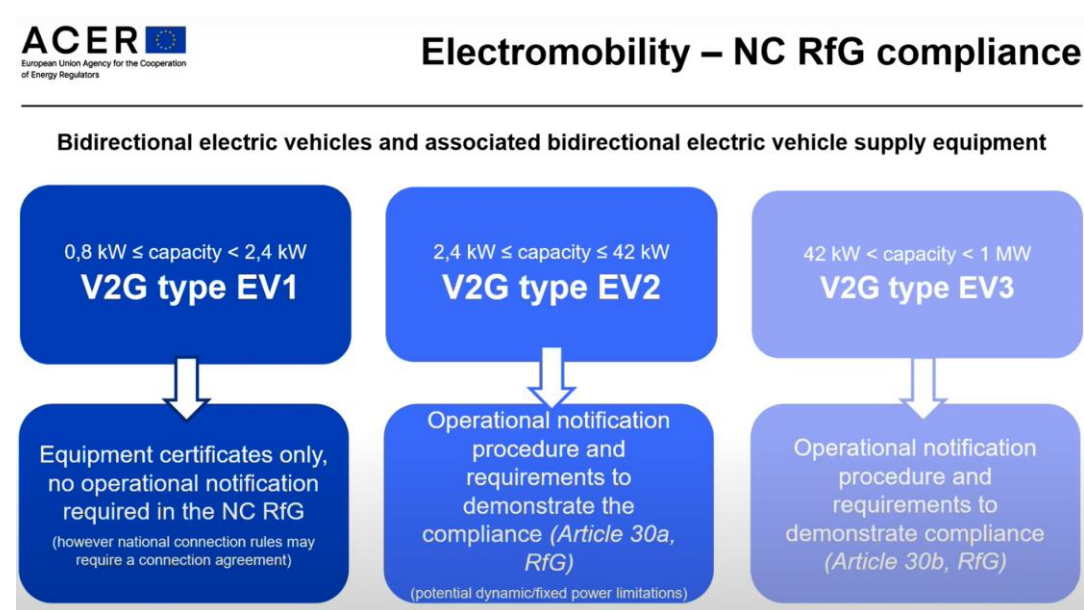 ACER
European Union Agency for the Cooperation
of Energy Regulators
Electromobility – NC RfG compliance
Bidirectional electric vehicles and associated bidirectional electric vehicle supply equipment
0,8 kW ≤ capacity < 2,4 kW
V2G type EV1
2,4 kW ≤ capacity ≤ 42 kW
V2G type EV2
42 kW < capacity < 1 MW
V2G type EV3
Equipment certificates only,
no operational notification
required in the NC RfG
(however national connection rules may
require a connection agreement)
Operational notification
procedure and
requirements to
demonstrate the
compliance (Article 30a,
RfG)
(potential dynamic/fixed power limitations)
Operational notification
procedure and
requirements to
demonstrate compliance
(Article 30b, RfG)